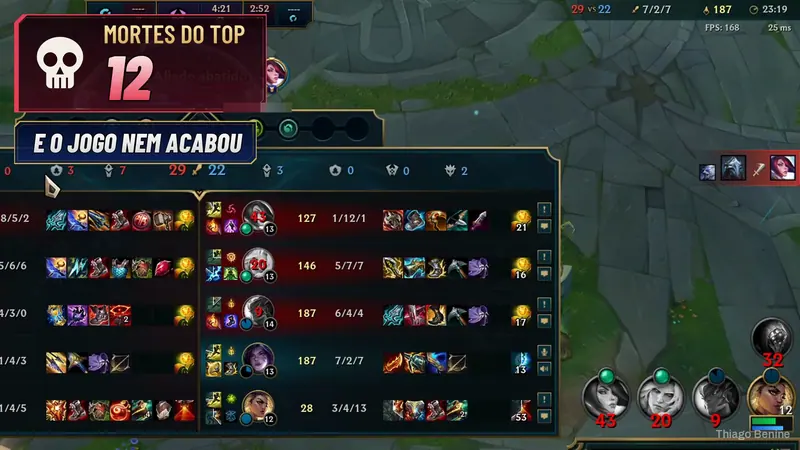 4:21 ---- 2:52 ----
29 vs 22 7/2/7 187 23:19
FPS: 168 25 ms
MORTES DO TOP
12
E O JOGO NEM ACABOU
0 3 7 29 22 3 0 0 2
8/5/2 43 13 127 1/12/1 21
5/6/6 20 13 146 5/7/7 16
4/3/0 2 9 14 187 6/4/4 17
1/4/3 13 187 7/2/7 13
1/4/5 12 28 3/4/13 2 53
32
43 20 9 12
Thiago Benine